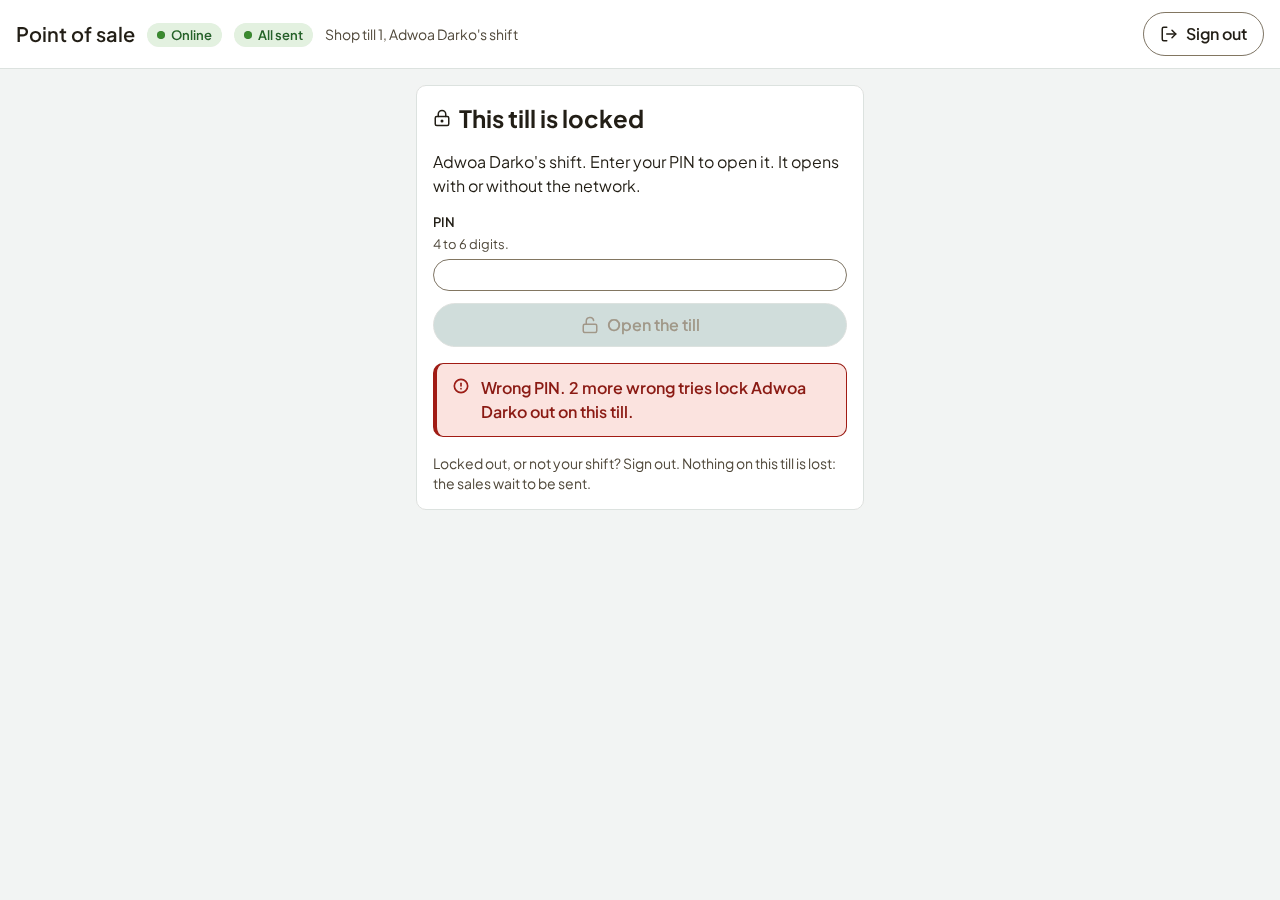 Point of sale
Online
All sent
Shop till 1, Adwoa Darko's shift
Sign out
This till is locked
Adwoa Darko's shift. Enter your PIN to open it. It opens
with or without the network.
PIN
4 to 6 digits.
Open the till
Wrong PIN. 2 more wrong tries lock Adwoa
Darko out on this till.
Locked out, or not your shift? Sign out. Nothing on this till is lost:
the sales wait to be sent.